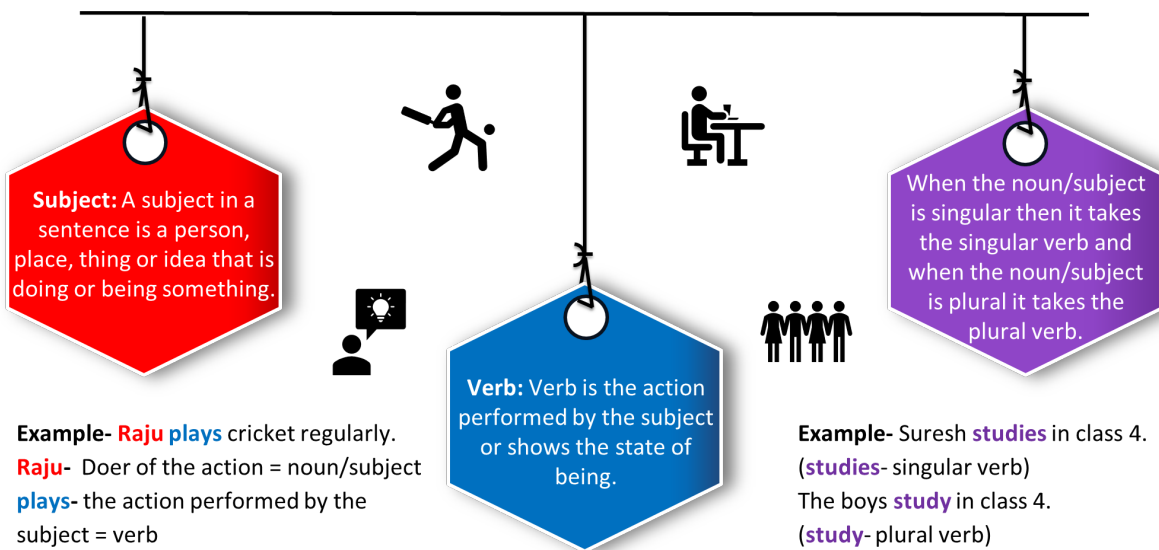 Subject: A subject in a
sentence is a person,
place, thing or idea that is
doing or being something.
Verb: Verb is the action
performed by the subject
or shows the state of
being.
When the noun/subject
is singular then it takes
the singular verb and
when the noun/subject
is plural it takes the
plural verb.
Example- Raju plays cricket regularly.
Raju- Doer of the action = noun/subject
plays- the action performed by the
subject = verb
Example- Suresh studies in class 4.
(studies- singular verb)
The boys study in class 4.
(study- plural verb)